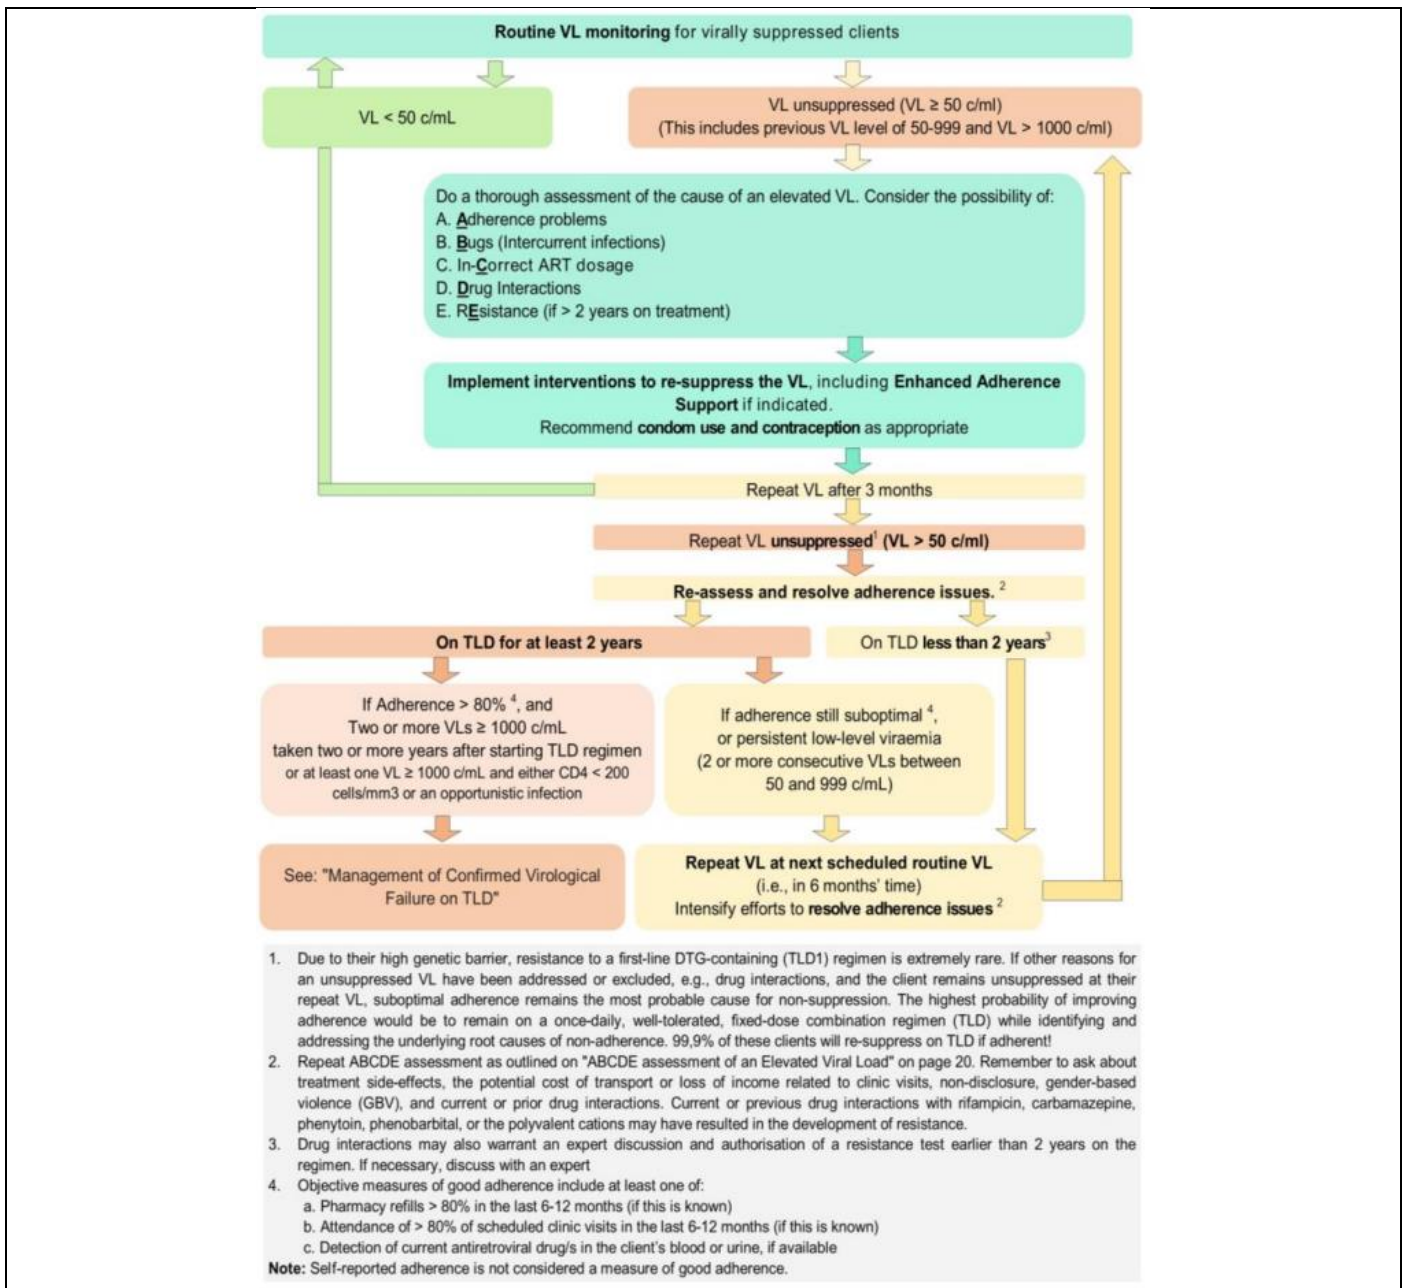 Routine VL monitoring for virally suppressed clients
VL < 50 c/mL
VL unsuppressed (VL ≥ 50 c/ml)
(This includes previous VL level of 50-999 and VL > 1000 c/ml)
Do a thorough assessment of the cause of an elevated VL. Consider the possibility of:
A. Adherence problems
B. Bugs (Intercurrent infections)
C. In-Correct ART dosage
D. Drug Interactions
E. REsistance (if > 2 years on treatment)
Implement interventions to re-suppress the VL, including Enhanced Adherence
Support if indicated.
Recommend condom use and contraception as appropriate
Repeat VL after 3 months
Repeat VL unsuppressed¹ (VL > 50 c/ml)
Re-assess and resolve adherence issues. ²
On TLD for at least 2 years
On TLD less than 2 years³
If Adherence > 80% ⁴, and
Two or more VLs ≥ 1000 c/mL
taken two or more years after starting TLD regimen
or at least one VL ≥ 1000 c/mL and either CD4 < 200
cells/mm3 or an opportunistic infection
If adherence still suboptimal ⁴,
or persistent low-level viraemia
(2 or more consecutive VLs between
50 and 999 c/mL)
See: "Management of Confirmed Virological
Failure on TLD"
Repeat VL at next scheduled routine VL
(i.e., in 6 months' time)
Intensify efforts to resolve adherence issues ²
1. Due to their high genetic barrier, resistance to a first-line DTG-containing (TLD1) regimen is extremely rare. If other reasons for
an unsuppressed VL have been addressed or excluded, e.g., drug interactions, and the client remains unsuppressed at their
repeat VL, suboptimal adherence remains the most probable cause for non-suppression. The highest probability of improving
adherence would be to remain on a once-daily, well-tolerated, fixed-dose combination regimen (TLD) while identifying and
addressing the underlying root causes of non-adherence. 99,9% of these clients will re-suppress on TLD if adherent!
2. Repeat ABCDE assessment as outlined on "ABCDE assessment of an Elevated Viral Load" on page 20. Remember to ask about
treatment side-effects, the potential cost of transport or loss of income related to clinic visits, non-disclosure, gender-based
violence (GBV), and current or prior drug interactions. Current or previous drug interactions with rifampicin, carbamazepine,
phenytoin, phenobarbital, or the polyvalent cations may have resulted in the development of resistance.
3. Drug interactions may also warrant an expert discussion and authorisation of a resistance test earlier than 2 years on the
regimen. If necessary, discuss with an expert
4. Objective measures of good adherence include at least one of:
a. Pharmacy refills > 80% in the last 6-12 months (if this is known)
b. Attendance of > 80% of scheduled clinic visits in the last 6-12 months (if this is known)
c. Detection of current antiretroviral drug/s in the client's blood or urine, if available
Note: Self-reported adherence is not considered a measure of good adherence.